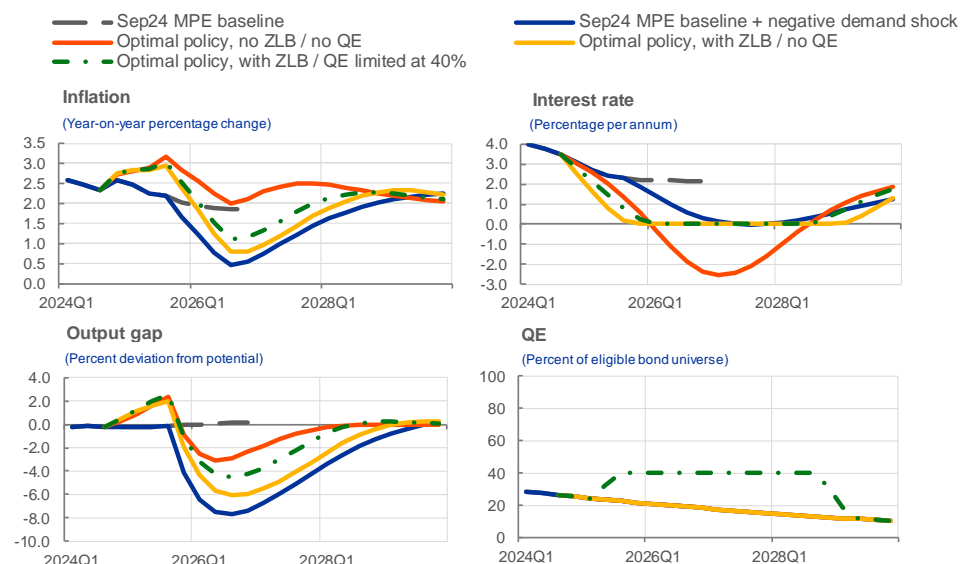 Sep24 MPE baseline
Sep24 MPE baseline + negative demand shock
Optimal policy, no ZLB / no QE
Optimal policy, with ZLB / no QE
Optimal policy, with ZLB / QE limited at 40%
Inflation
(Year-on-year percentage change)
3.5
3.0
2.5
2.0
1.5
1.0
0.5
0.0
2024Q1 2026Q1 2028Q1
Interest rate
(Percentage per annum)
4.0
3.0
2.0
1.0
0.0
-1.0
-2.0
-3.0
2024Q1 2026Q1 2028Q1
Output gap
(Percent deviation from potential)
4.0
2.0
0.0
-2.0
-4.0
-6.0
-8.0
-10.0
2024Q1 2026Q1 2028Q1
QE
(Percent of eligible bond universe)
100
80
60
40
20
0
2024Q1 2026Q1 2028Q1